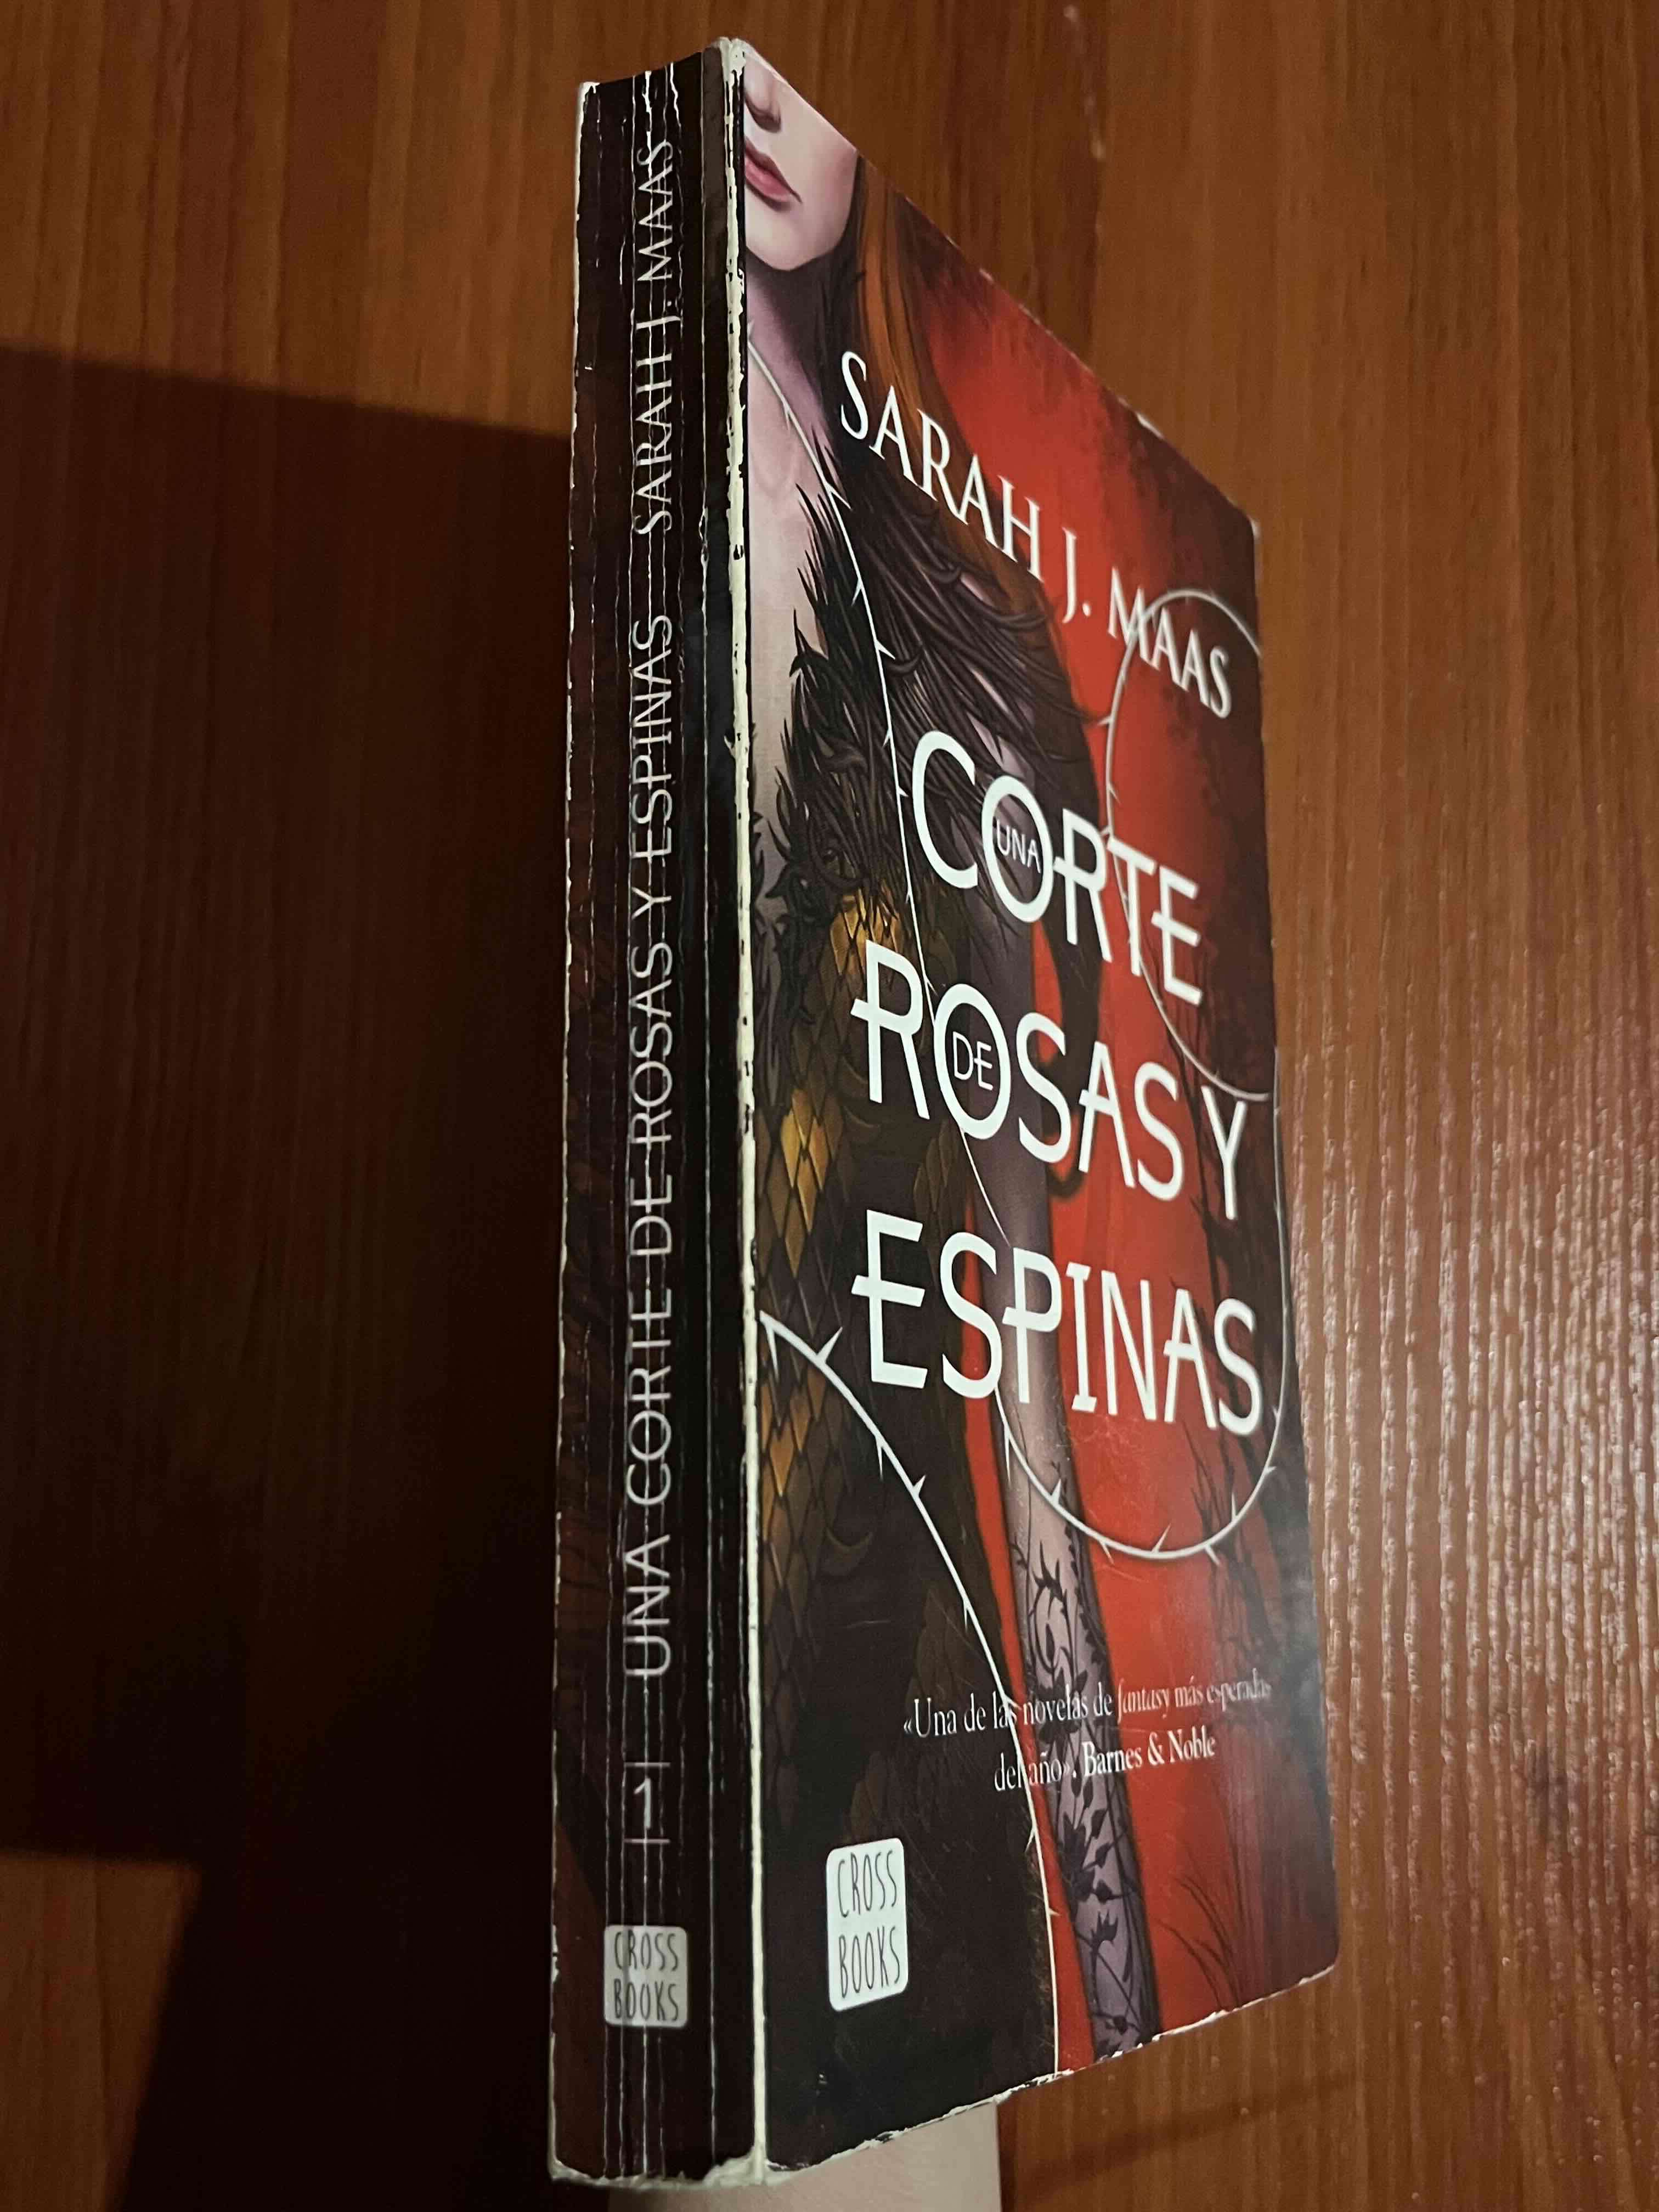 SARAH J. MAAS
UNA
CORTE
DE
ROSAS Y
ESPINAS
«Una de las novelas de fantasy más esperadas
del año». Barnes & Noble
CROSS
BOOKS
1 UNA CORTE DE ROSAS Y ESPINAS SARAH J. MAAS
CROSS
BOOKS